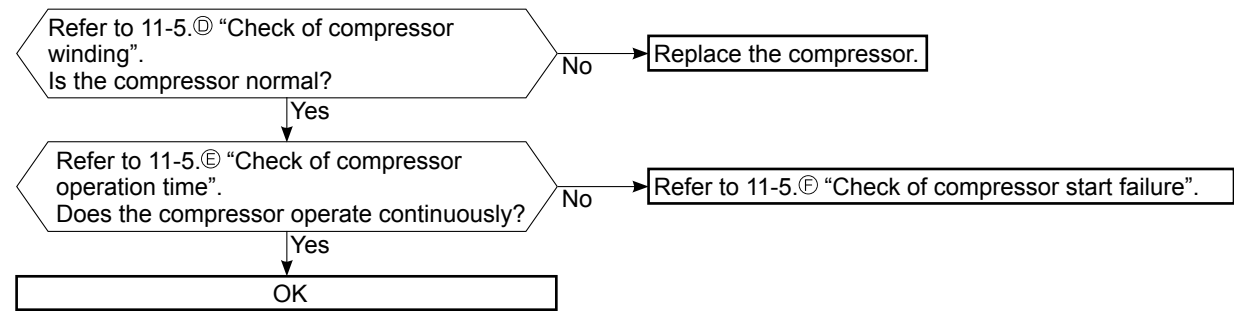 Refer to 11-5.Ⓓ “Check of compressor
winding”.
Is the compressor normal?
No
Replace the compressor.
Yes
Refer to 11-5.Ⓔ “Check of compressor
operation time”.
Does the compressor operate continuously?
No
Refer to 11-5.Ⓕ “Check of compressor start failure”.
Yes
OK